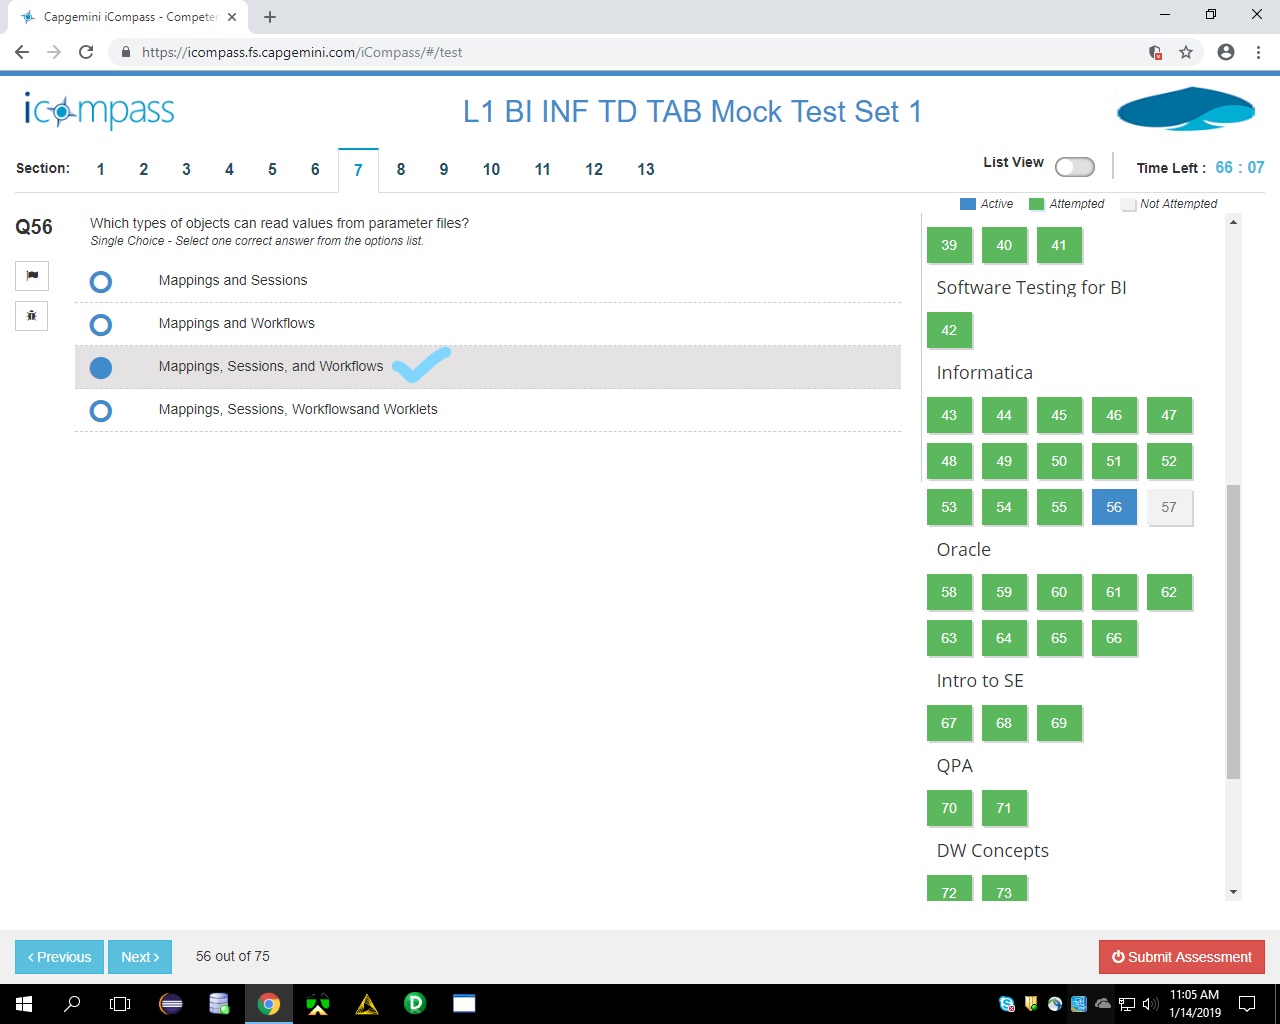 Capgemini iCompass - Competen
https://icompass.fs.capgemini.com/iCompass/#/test
icompass
L1 BI INF TD TAB Mock Test Set 1
Section: 1 2 3 4 5 6 7 8 9 10 11 12 13
List View
Time Left : 66 : 07
Active Attempted Not Attempted
Q56
Which types of objects can read values from parameter files?
Single Choice - Select one correct answer from the options list.
Mappings and Sessions
Mappings and Workflows
Mappings, Sessions, and Workflows
Mappings, Sessions, Workflowsand Worklets
39 40 41
Software Testing for BI
42
Informatica
43 44 45 46 47
48 49 50 51 52
53 54 55 56 57
Oracle
58 59 60 61 62
63 64 65 66
Intro to SE
67 68 69
QPA
70 71
DW Concepts
72 73
Previous
Next
56 out of 75
Submit Assessment
11:05 AM
1/14/2019